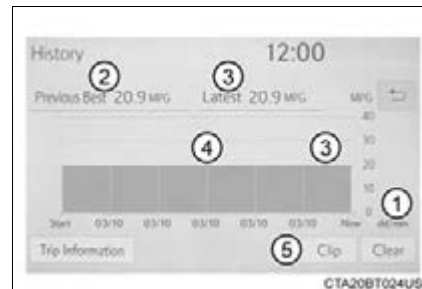 History 12:00
② ③
Previous Best 20.9 MPG Latest 20.9 MPG MPG
40
30
④ ③
20
10 ①
0
Start 03/10 03/10 03/10 03/10 03/10 Now dd/mm
Trip Information ⑤ Clip Clear
CTA20BT024US